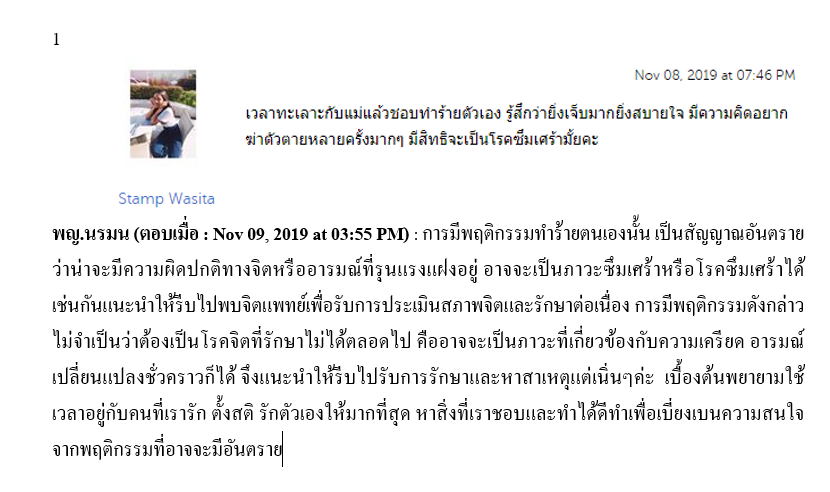 1
Nov 08, 2019 at 07:46 PM
เวลาทะเลาะกับแม่แล้วชอบทำร้ายตัวเอง รู้สึกว่ายิ่งเจ็บมากยิ่งสบายใจ มีความคิดอยาก
ฆ่าตัวตายหลายครั้งมากๆ มีสิทธิจะเป็นโรคซึมเศร้ามั้ยคะ
Stamp Wasita
พญ.นรมน (ตอบเมื่อ : Nov 09, 2019 at 03:55 PM) : การมีพฤติกรรมทำร้ายตนเองนั้น เป็นสัญญาณอันตราย
ว่าน่าจะมีความผิดปกติทางจิตหรืออารมณ์ที่รุนแรงแฝงอยู่ อาจจะเป็นภาวะซึมเศร้าหรือโรคซึมเศร้าได้
เช่นกันแนะนำให้รีบไปพบจิตแพทย์เพื่อรับการประเมินสภาพจิตและรักษาต่อเนื่อง การมีพฤติกรรมดังกล่าว
ไม่จำเป็นว่าต้องเป็นโรคจิตที่รักษาไม่ได้ตลอดไป คืออาจจะเป็นภาวะที่เกี่ยวข้องกับความเครียด อารมณ์
เปลี่ยนแปลงชั่วคราวก็ได้ จึงแนะนำให้รีบไปรับการรักษาและหาสาเหตุแต่เนิ่นๆค่ะ เบื้องต้นพยายามใช้
เวลาอยู่กับคนที่เรารัก ตั้งสติ รักตัวเองให้มากที่สุด หาสิ่งที่เราชอบและทำได้ดีทำเพื่อเบี่ยงเบนความสนใจ
จากพฤติกรรมที่อาจจะมีอันตราย